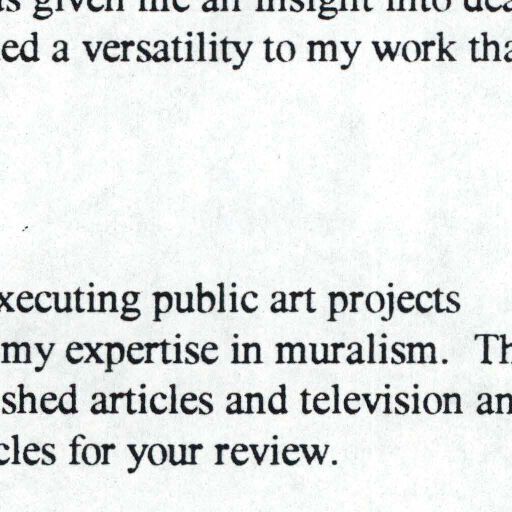 s given me an insight into dea
ed a versatility to my work tha
xecuting public art projects
my expertise in muralism. Th
shed articles and television an
cles for your review.